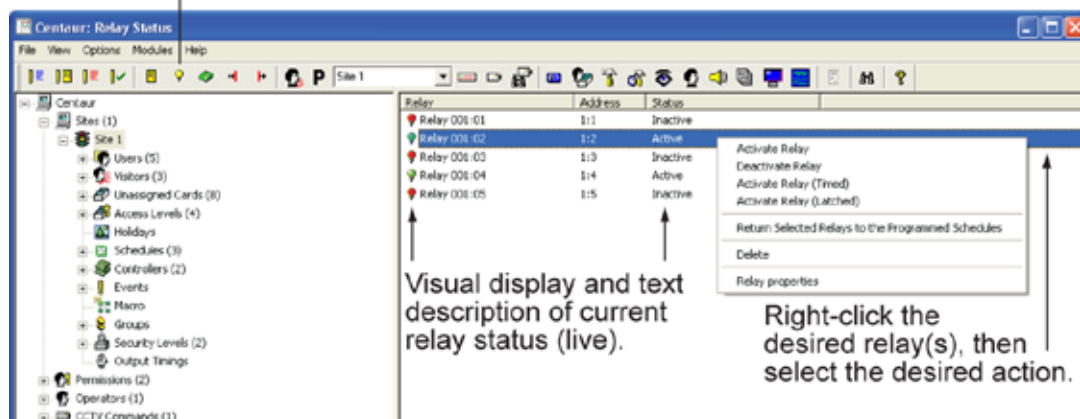 Centaur: Relay Status
File View Options Modules Help
P Site 1
Centaur
Sites (1)
Site 1
Users (5)
Visitors (3)
Unassigned Cards (8)
Access Levels (4)
Holidays
Schedules (3)
Controllers (2)
Events
Macro
Groups
Security Levels (2)
Output Timings
Permissions (2)
Operators (1)
CCTV Commands (1)
Relay Address Status
Relay 001:01 1:1 Inactive
Relay 001:02 1:2 Active
Relay 001:03 1:3 Inactive
Relay 001:04 1:4 Active
Relay 001:05 1:5 Inactive
Activate Relay
Deactivate Relay
Activate Relay (Timed)
Activate Relay (Latched)
Return Selected Relays to the Programmed Schedules
Delete
Relay properties
Visual display and text
description of current
relay status (live).
Right-click the
desired relay(s), then
select the desired action.